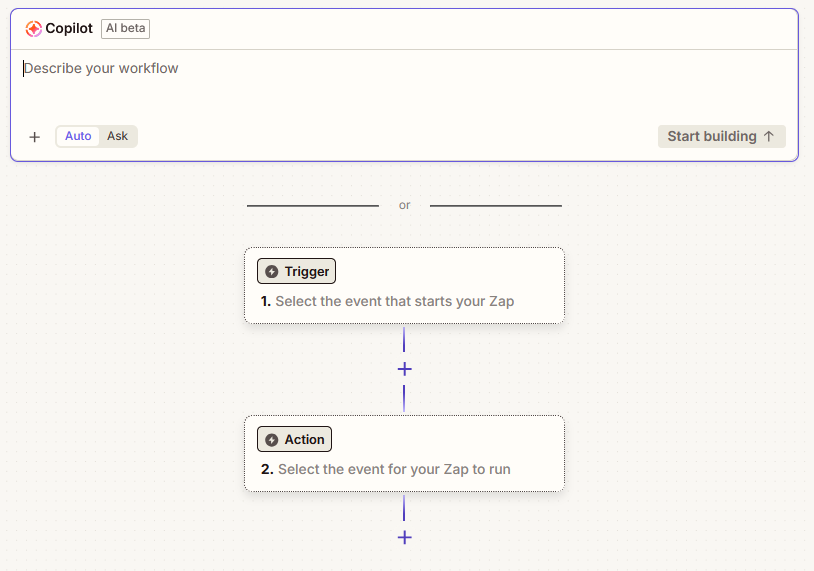 Copilot AI beta
Describe your workflow
Auto Ask Start building ↑
or
Trigger
1. Select the event that starts your Zap
Action
2. Select the event for your Zap to run